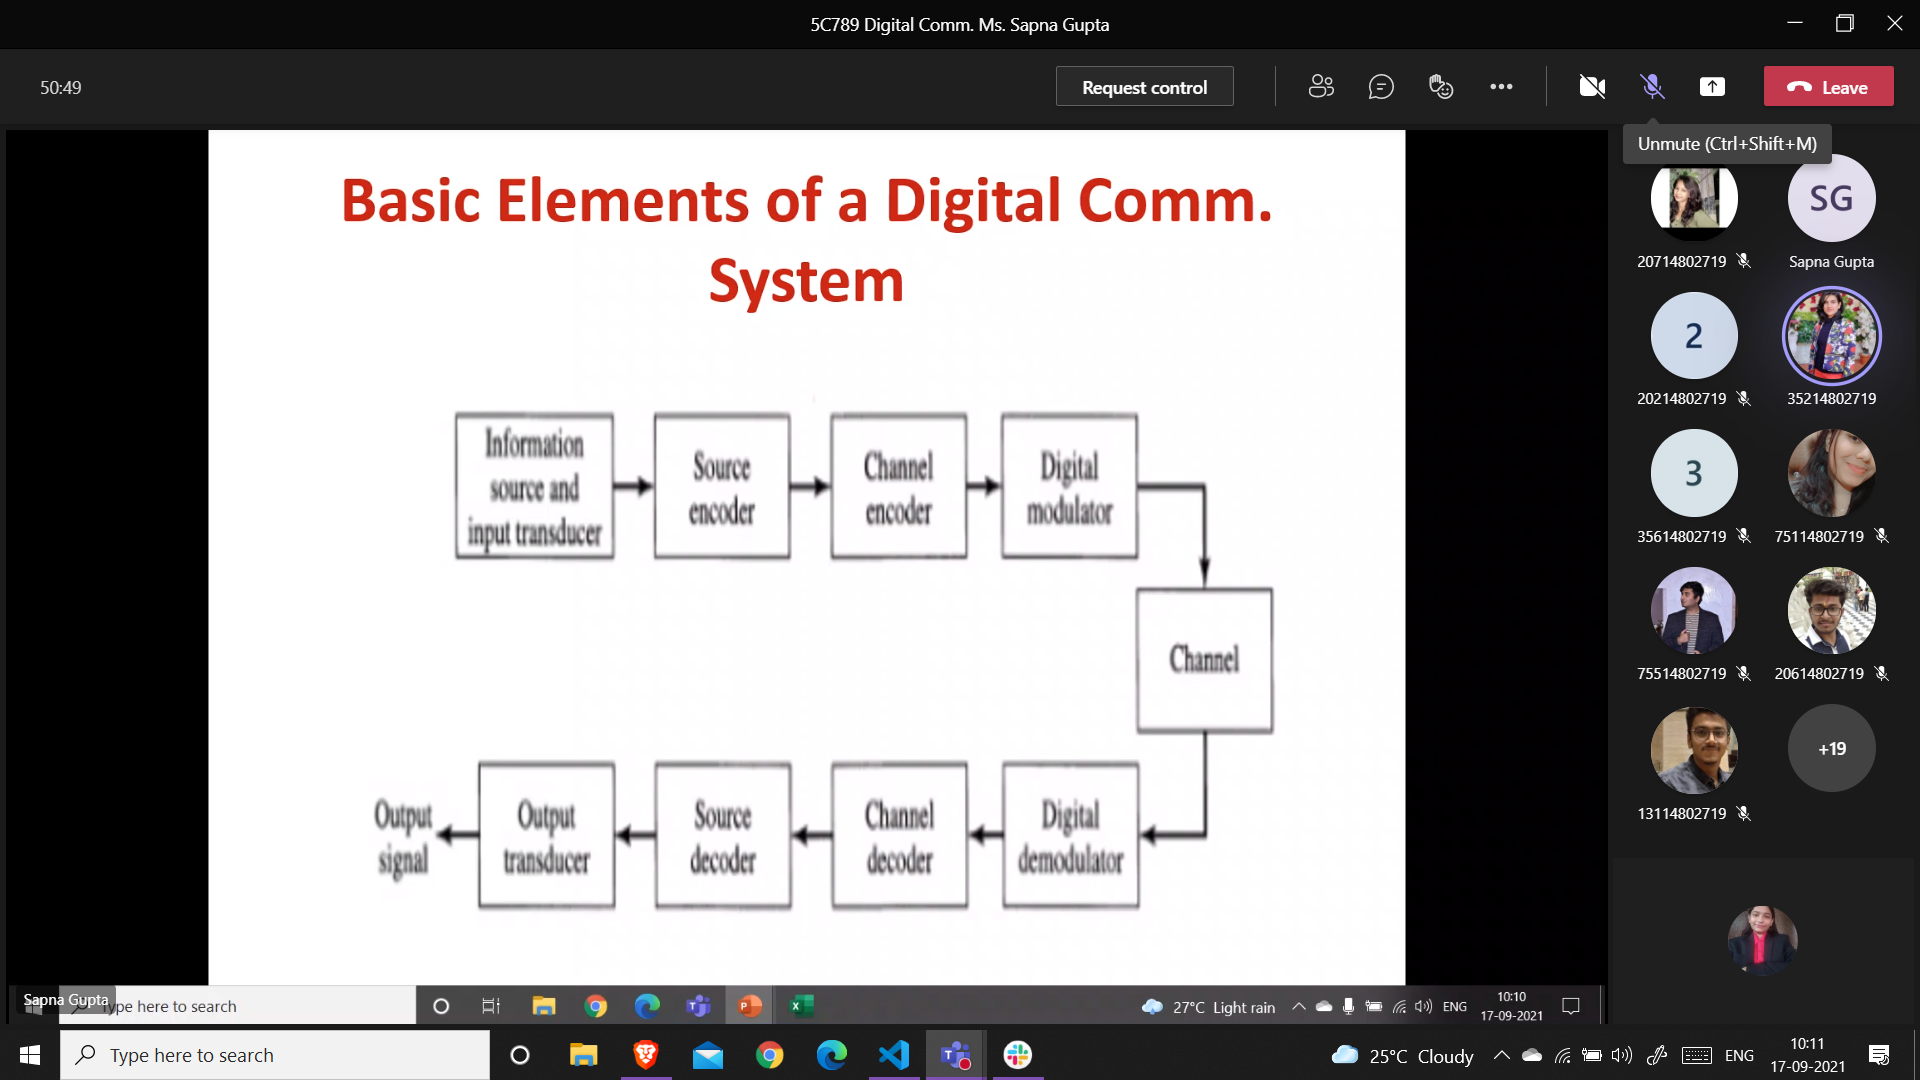 5C789 Digital Comm. Ms. Sapna Gupta
50:49
Request control
Leave
Unmute (Ctrl+Shift+M)
Basic Elements of a Digital Comm.
System
Information
source and
input transducer
Source
encoder
Channel
encoder
Digital
modulator
Channel
Output
signal
Output
transducer
Source
decoder
Channel
decoder
Digital
demodulator
20714802719
SG
Sapna Gupta
2
20214802719
35214802719
3
35614802719
75114802719
75514802719
20614802719
13114802719
+19
Sapna Gupta
Type here to search
27°C Light rain
ENG
10:10
17-09-2021
Type here to search
25°C Cloudy
ENG
10:11
17-09-2021